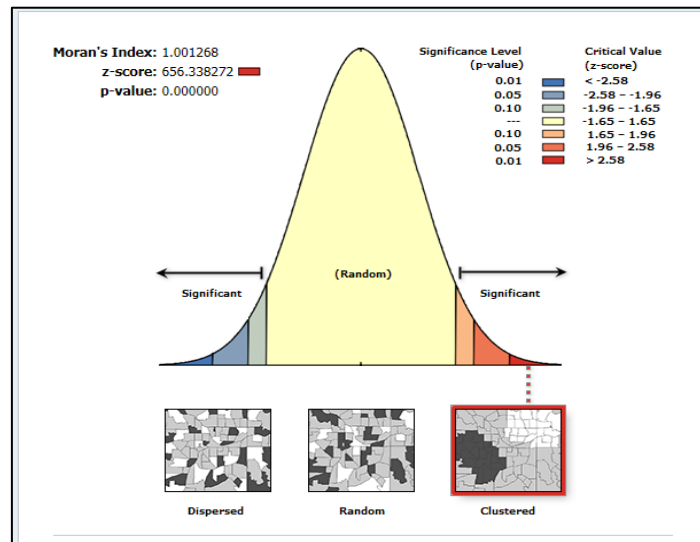 Moran's Index: 1.001268
z-score: 656.338272
p-value: 0.000000
Significance Level
(p-value)
Critical Value
(z-score)
0.01 < -2.58
0.05 -2.58 – -1.96
0.10 -1.96 – -1.65
--- -1.65 – 1.65
0.10 1.65 – 1.96
0.05 1.96 – 2.58
0.01 > 2.58
(Random)
Significant
Significant
Dispersed
Random
Clustered